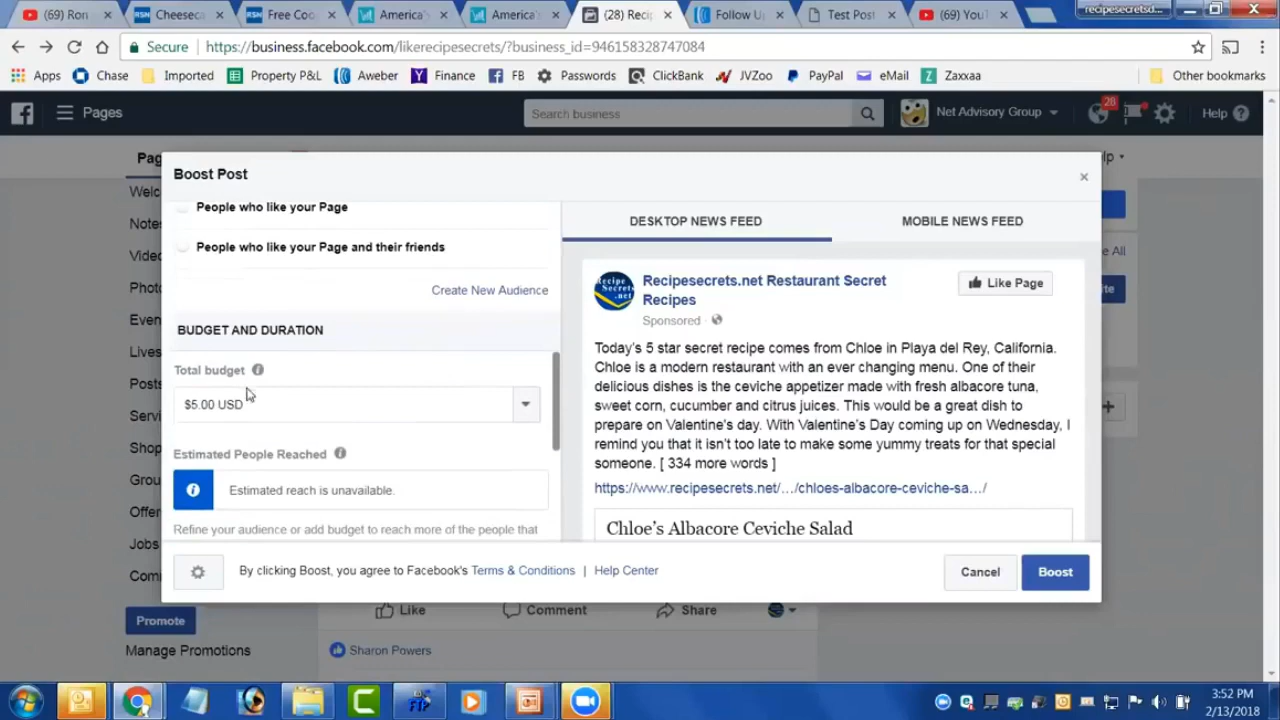 (69) Ron
Cheeseca
Free Coo
America'
America'
(28) Recip
Follow U
Test Post
(69) YouT
recipesecretsd...
Secure
https://business.facebook.com/likerecipesecrets/?business_id=946158328747084
Apps
Chase
Imported
Property P&L
Aweber
Finance
FB
Passwords
ClickBank
JVZoo
PayPal
eMail
Zaxxaa
Other bookmarks
Pages
Search business
Net Advisory Group
28
Help
Pag
Welc
Note
Vide
Phot
Even
Lives
Posts
Servi
Shop
Grou
Offer
Jobs
Com
Promote
Manage Promotions
Boost Post
People who like your Page
People who like your Page and their friends
Create New Audience
BUDGET AND DURATION
Total budget
$5.00 USD
Estimated People Reached
Estimated reach is unavailable.
Refine your audience or add budget to reach more of the people that
DESKTOP NEWS FEED
MOBILE NEWS FEED
Recipesecrets.net Restaurant Secret
Recipes
Like Page
Sponsored
Today's 5 star secret recipe comes from Chloe in Playa del Rey, California.
Chloe is a modern restaurant with an ever changing menu. One of their
delicious dishes is the ceviche appetizer made with fresh albacore tuna,
sweet corn, cucumber and citrus juices. This would be a great dish to
prepare on Valentine's day. With Valentine's Day coming up on Wednesday, I
remind you that it isn't too late to make some yummy treats for that special
someone. [ 334 more words ]
https://www.recipesecrets.net/.../chloes-albacore-ceviche-sa.../
Chloe's Albacore Ceviche Salad
By clicking Boost, you agree to Facebook's Terms & Conditions | Help Center
Cancel
Boost
Like
Comment
Share
Sharon Powers
3:52 PM
2/13/2018